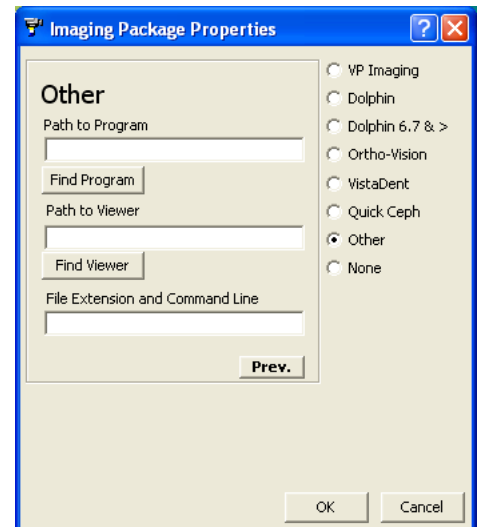 Imaging Package Properties
Other
Path to Program
Find Program
Path to Viewer
Find Viewer
File Extension and Command Line
Prev.
VP Imaging
Dolphin
Dolphin 6.7 & >
Ortho-Vision
VistaDent
Quick Ceph
Other
None
OK
Cancel